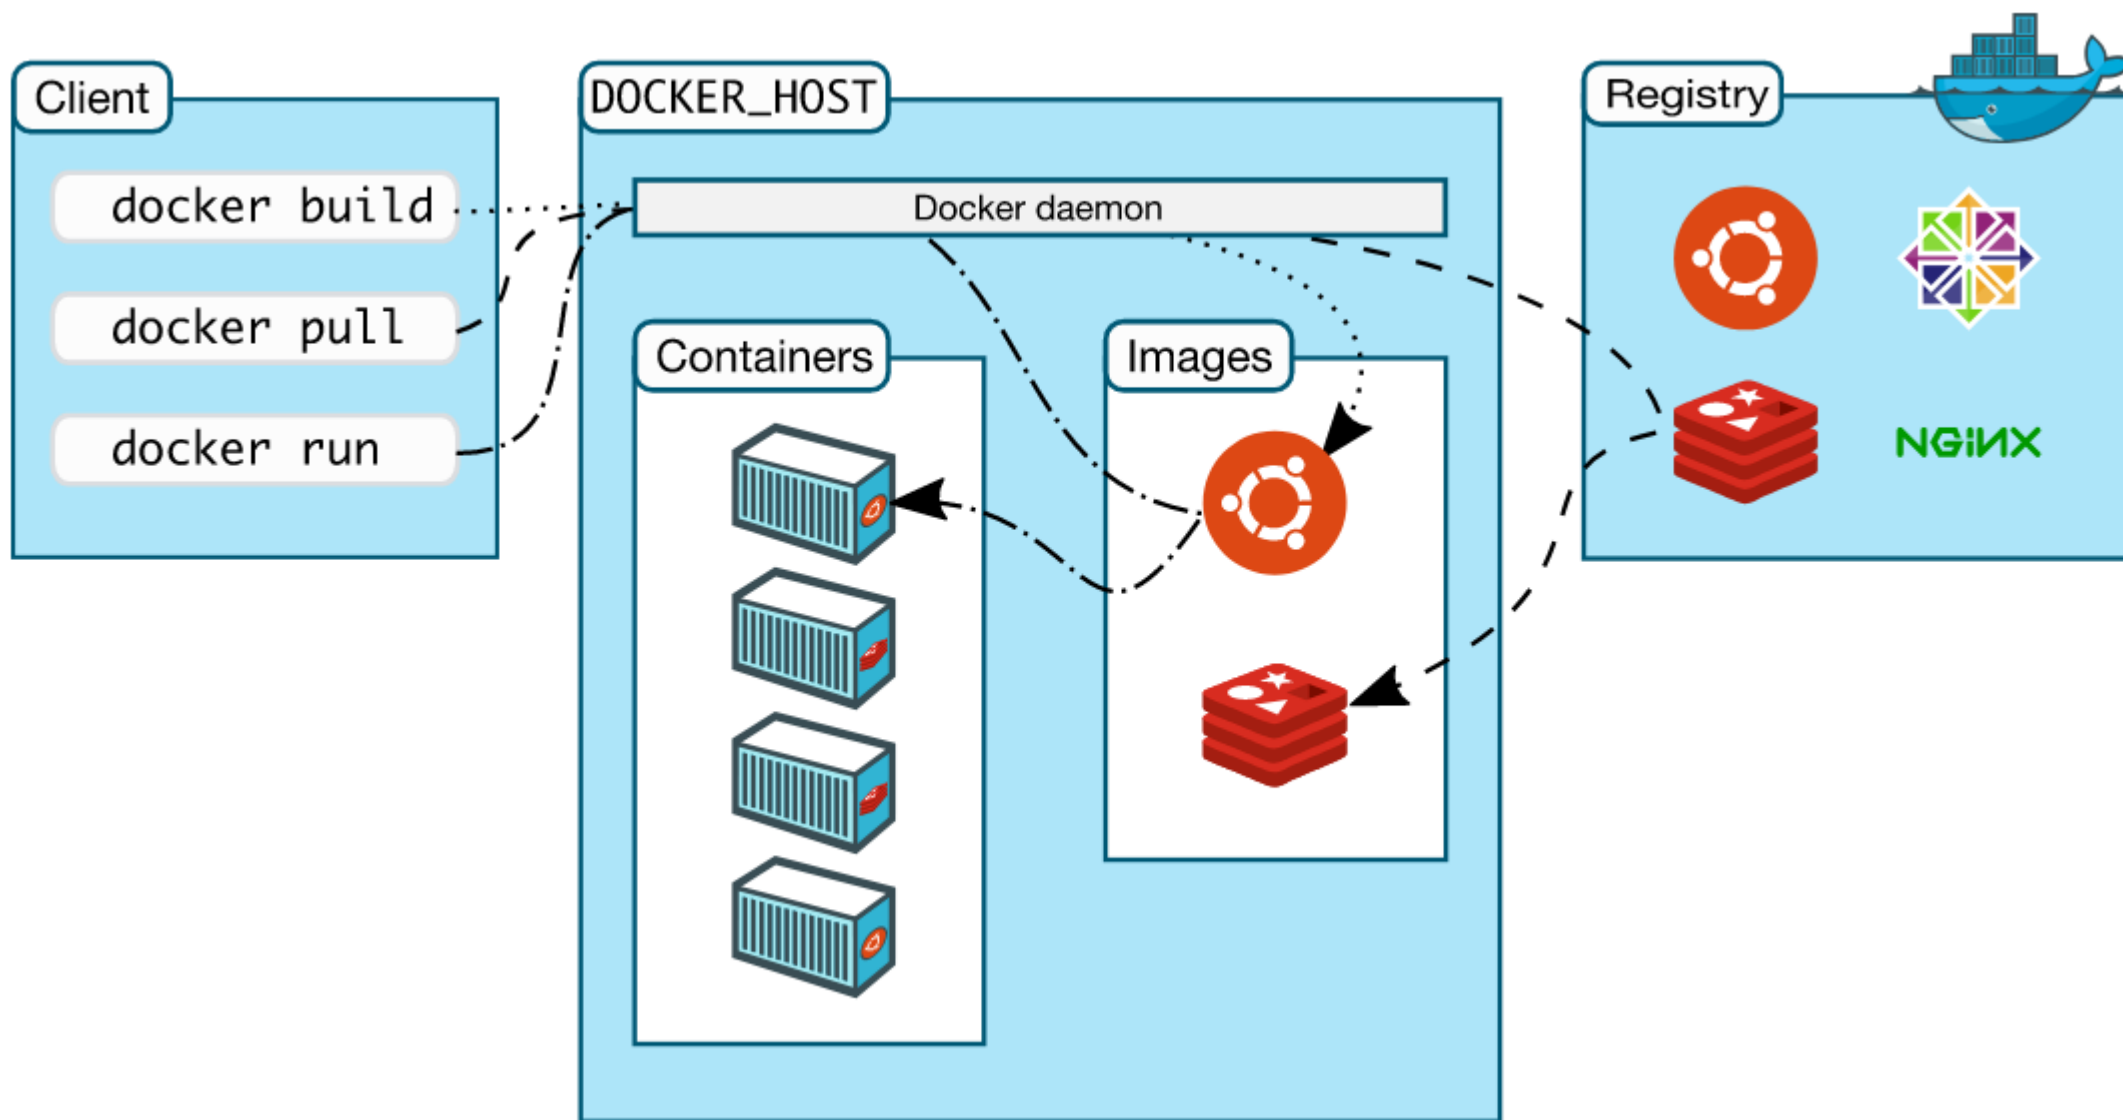 Client
docker build
docker pull
docker run
DOCKER_HOST
Docker daemon
Containers
Images
Registry
NGiNX